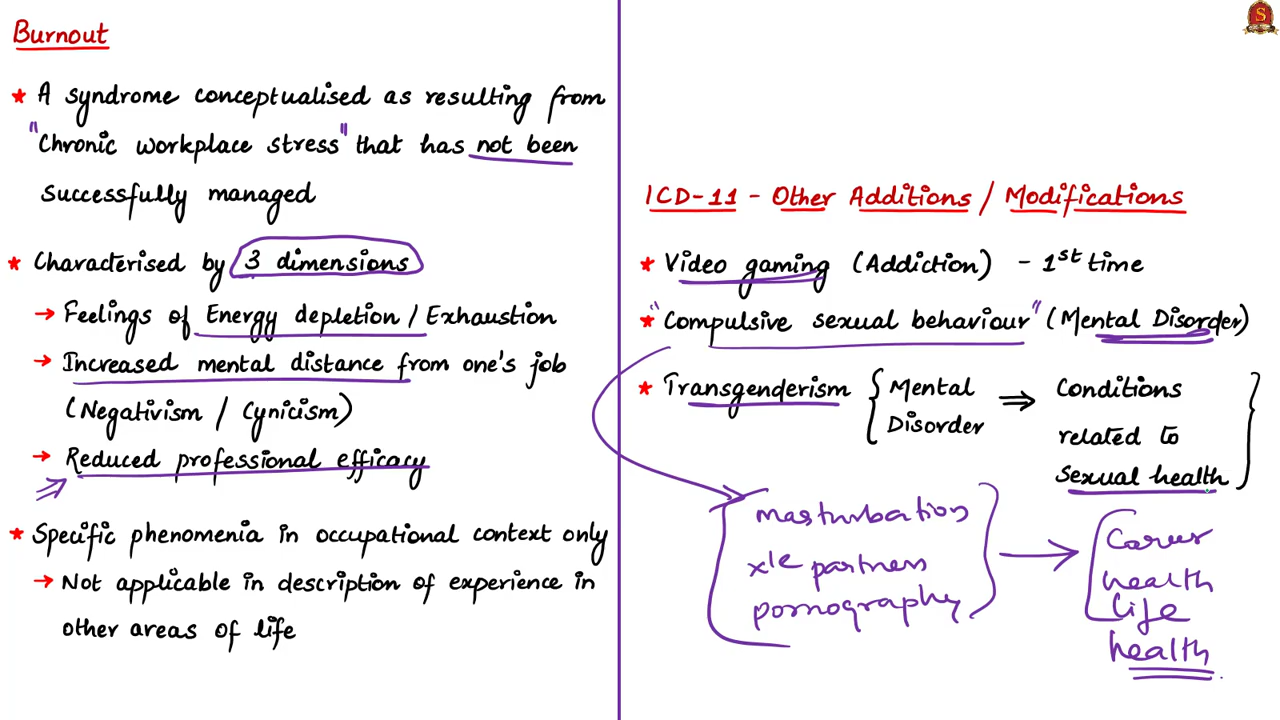 Burnout
* A syndrome conceptualised as resulting from
"Chronic workplace stress" that has not been
successfully managed
* Characterised by 3 dimensions
→ Feelings of Energy depletion / Exhaustion
→ Increased mental distance from one's job
(Negativism / Cynicism)
→ Reduced professional efficacy
* Specific phenomenia in occupational context only
→ Not applicable in description of experience in
other areas of life
ICD-11 - Other Additions / Modifications
* Video gaming (Addiction) - 1st time
* "Compulsive sexual behaviour" (Mental Disorder)
* Transgenderism { Mental Disorder ⇒ Conditions
related to
sexual health }
masturbation
x'le partners
pornography
health
life
health
S